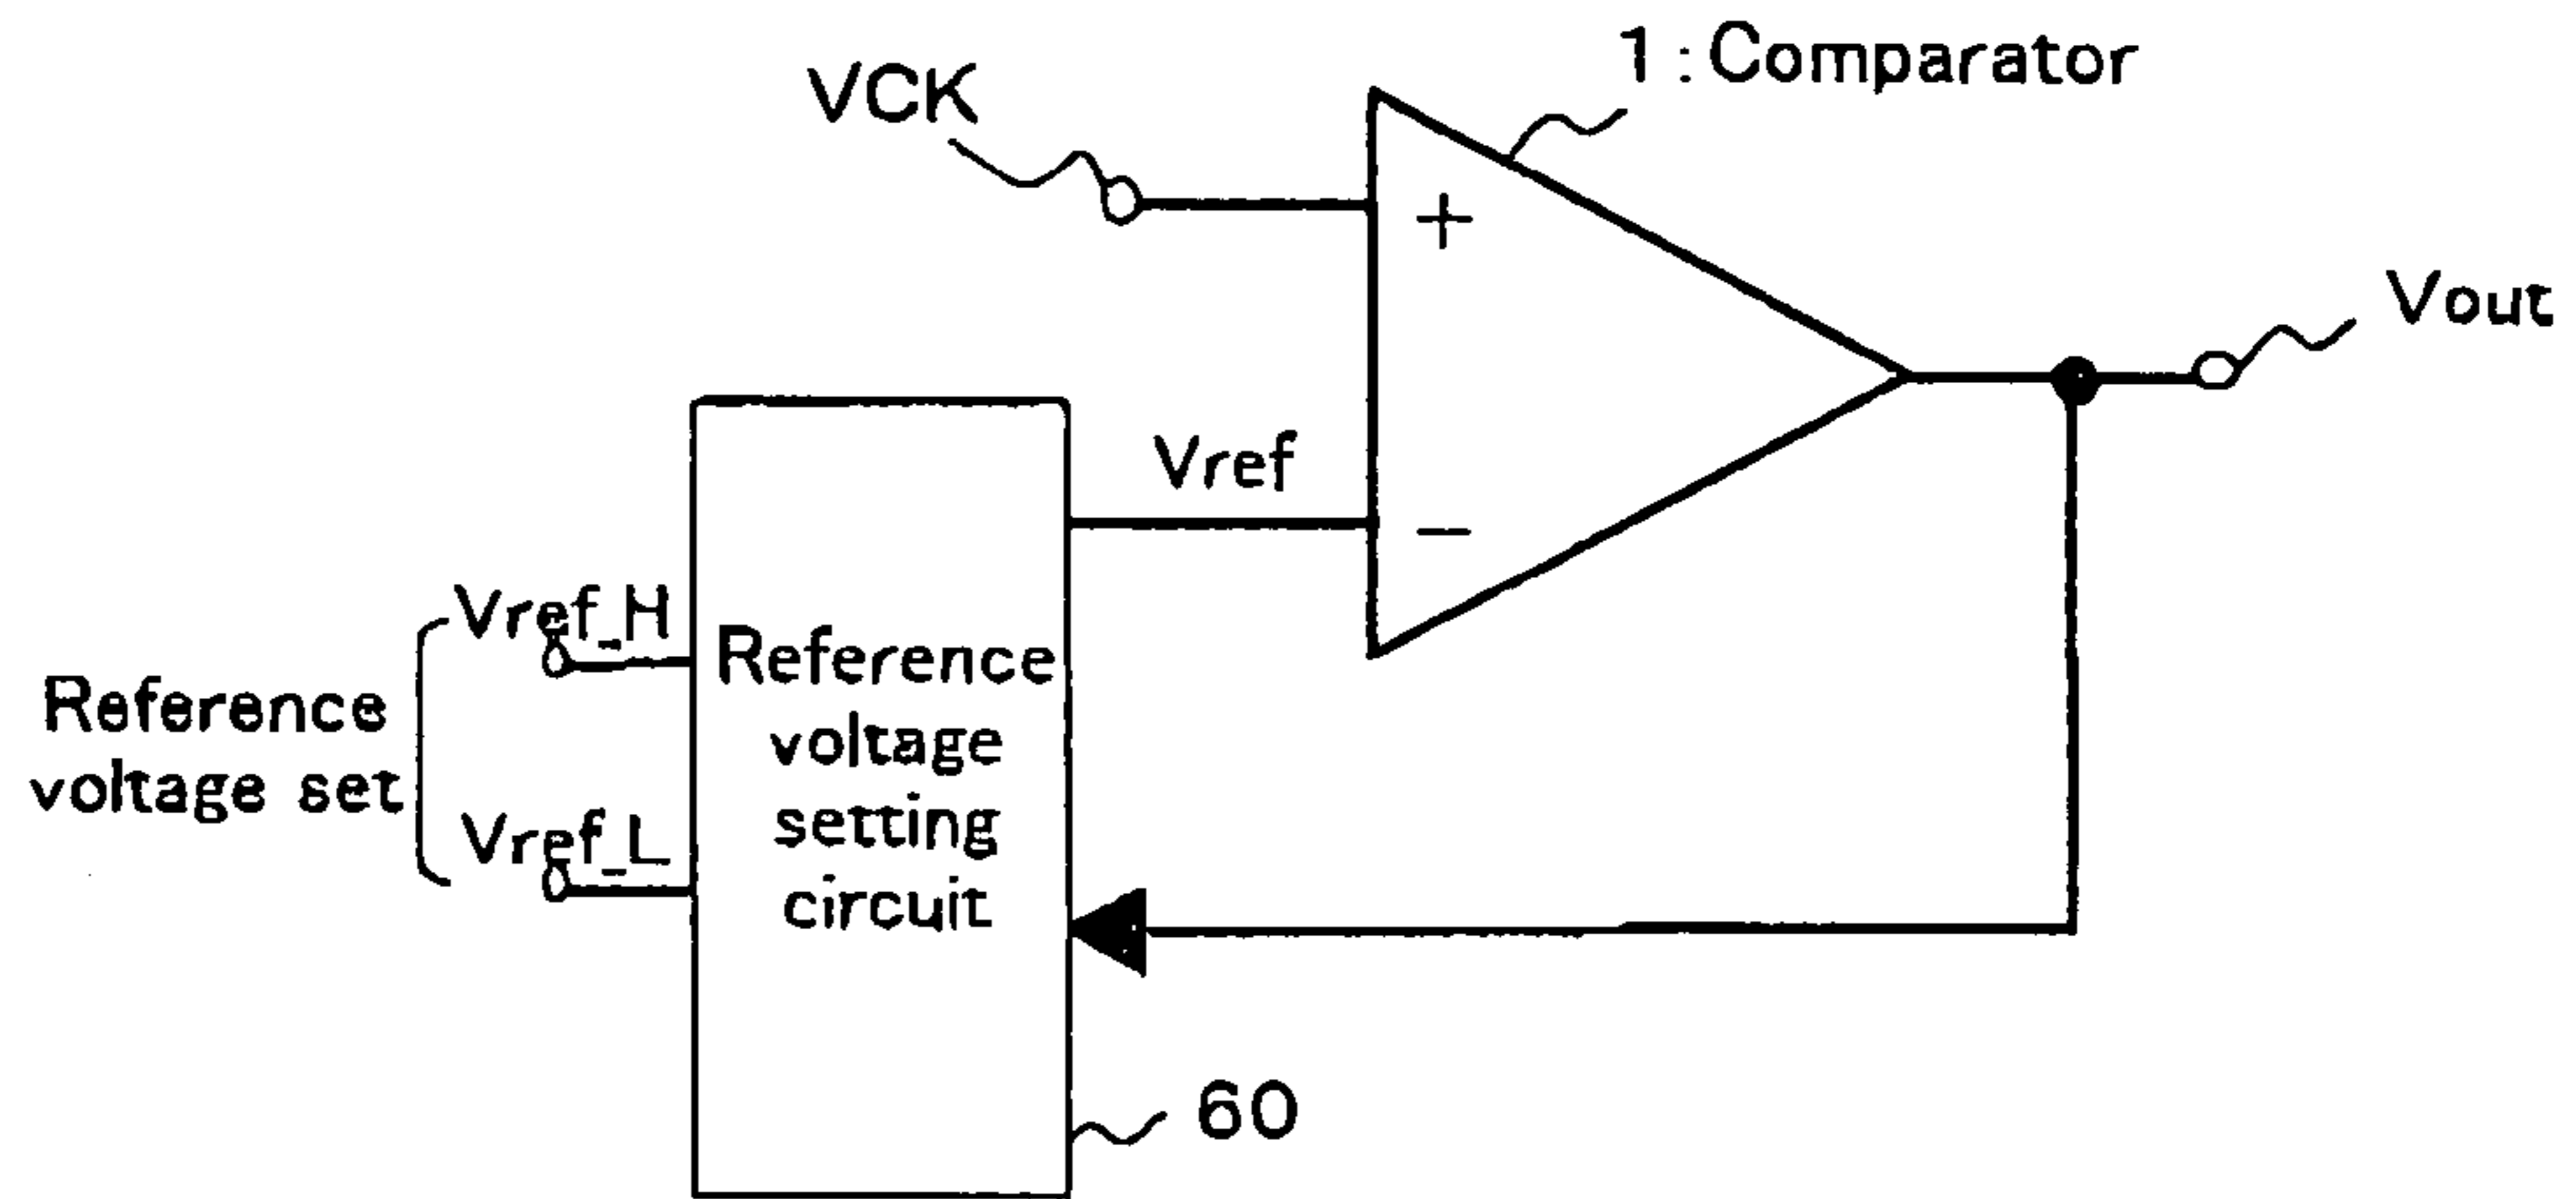 1 : Comparator
VCK
+
Vout
Vref
−
Vref_H
Reference
voltage set
Vref_L
Reference
voltage
setting
circuit
60